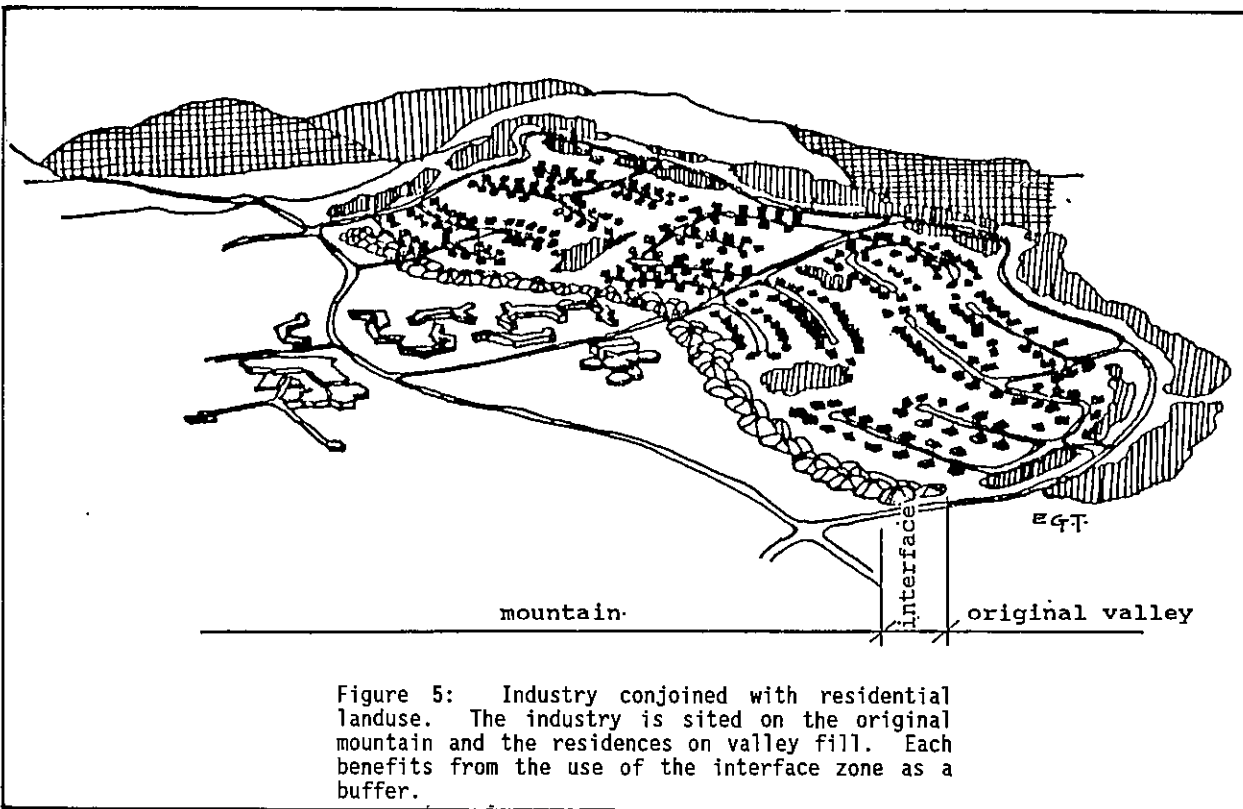 E.G.T.
interface
mountain
original valley
Figure 5: Industry conjoined with residential
landuse. The industry is sited on the original
mountain and the residences on valley fill. Each
benefits from the use of the interface zone as a
buffer.